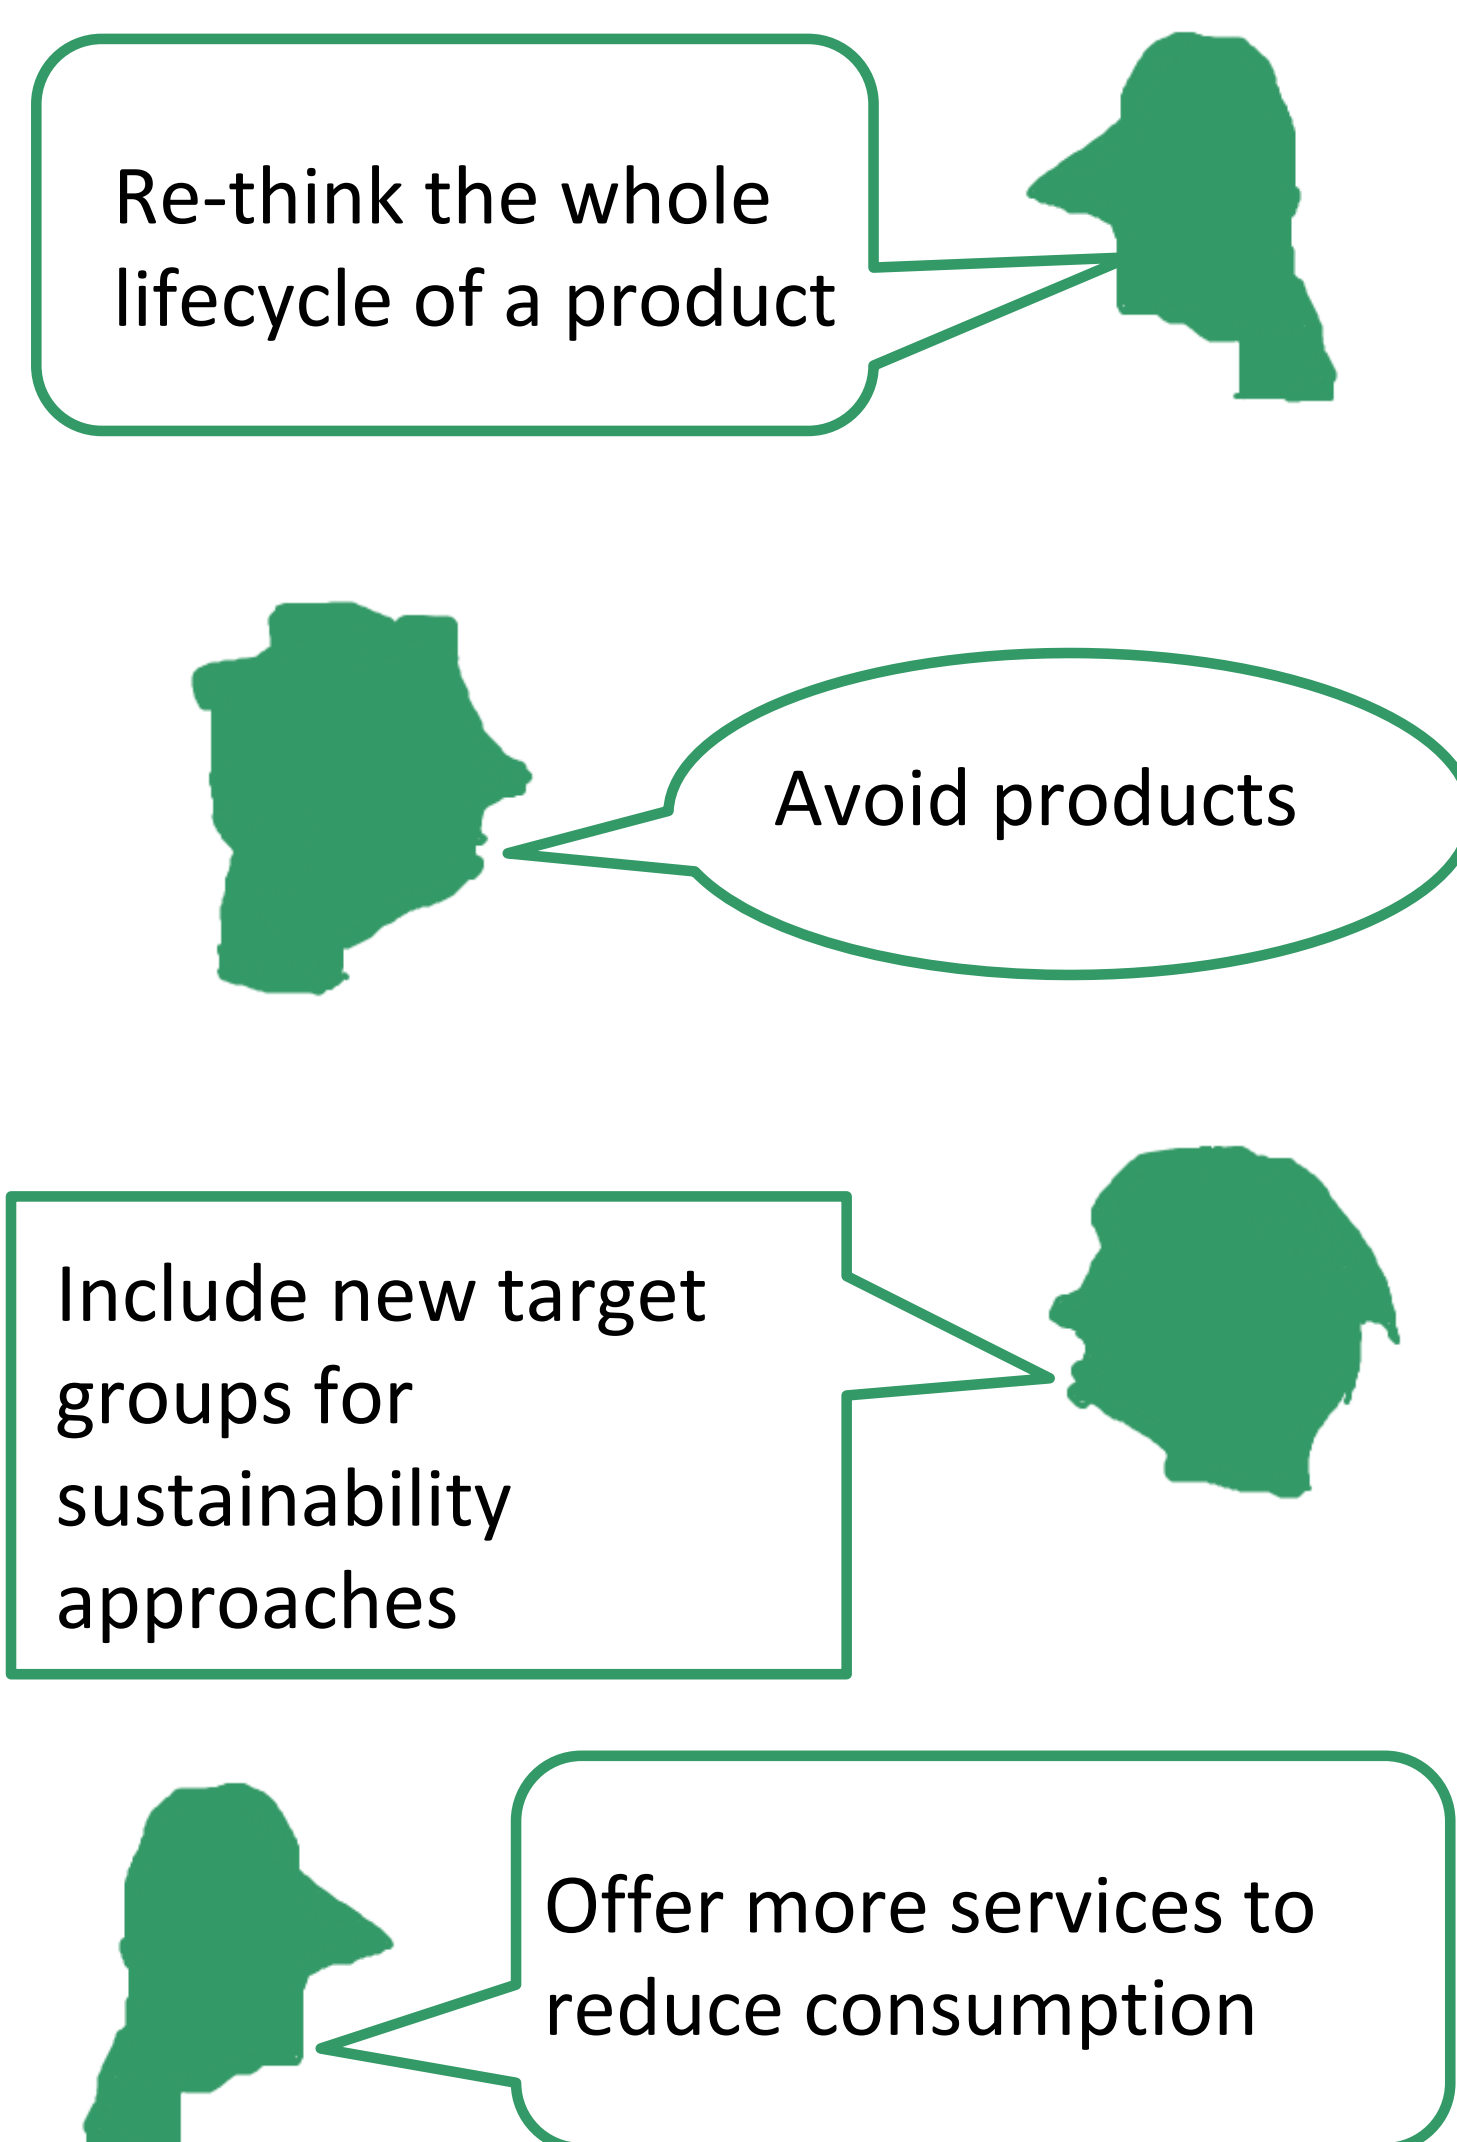 Re-think the whole
lifecycle of a product
Avoid products
Include new target
groups for
sustainability
approaches
Offer more services to
reduce consumption